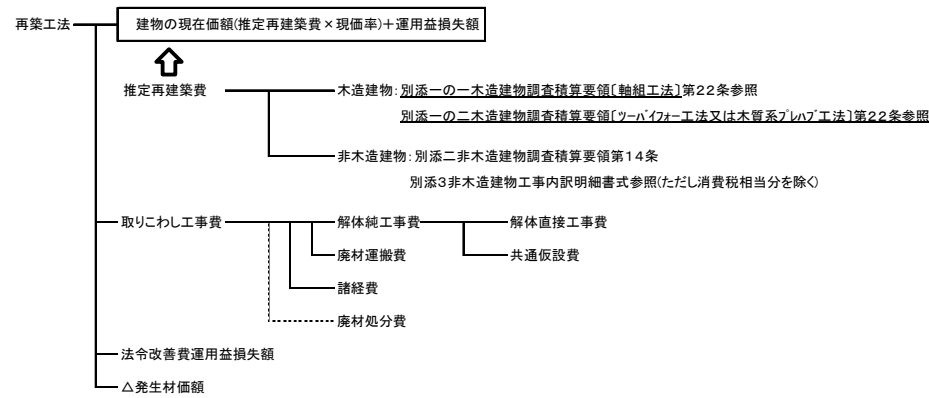 再築工法
建物の現在価額(推定再建築費×現価率)＋運用益損失額
推定再建築費
木造建物：別添一の一木造建物調査積算要領〔軸組工法〕第２２条参照
別添一の二木造建物調査積算要領〔ツーバイフォー工法又は木質系プレハブ工法〕第２２条参照
非木造建物：別添二非木造建物調査積算要領第１４条
別添３非木造建物工事内訳明細書式参照(ただし消費税相当分を除く)
取りこわし工事費
解体純工事費
解体直接工事費
廃材運搬費
共通仮設費
諸経費
廃材処分費
法令改善費運用益損失額
△発生材価額